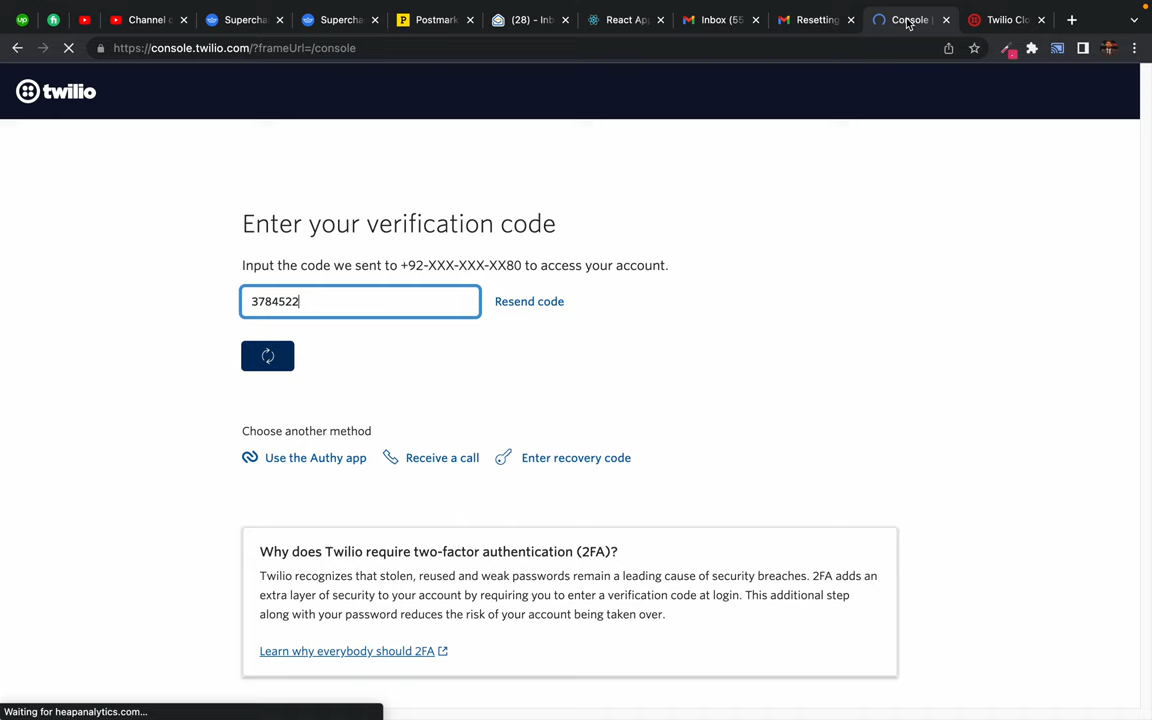 Channel c
Superch
Superch
Postmark
(28) - Inb
React Ap
Inbox (55
Resetting
Console |
Twilio Clo
https://console.twilio.com/?frameUrl=/console
twilio
Enter your verification code
Input the code we sent to +92-XXX-XXX-XX80 to access your account.
3784522
Resend code
Choose another method
Use the Authy app
Receive a call
Enter recovery code
Why does Twilio require two-factor authentication (2FA)?
Twilio recognizes that stolen, reused and weak passwords remain a leading cause of security breaches. 2FA adds an
extra layer of security to your account by requiring you to enter a verification code at login. This additional step
along with your password reduces the risk of your account being taken over.
Learn why everybody should 2FA
Waiting for heapanalytics.com...